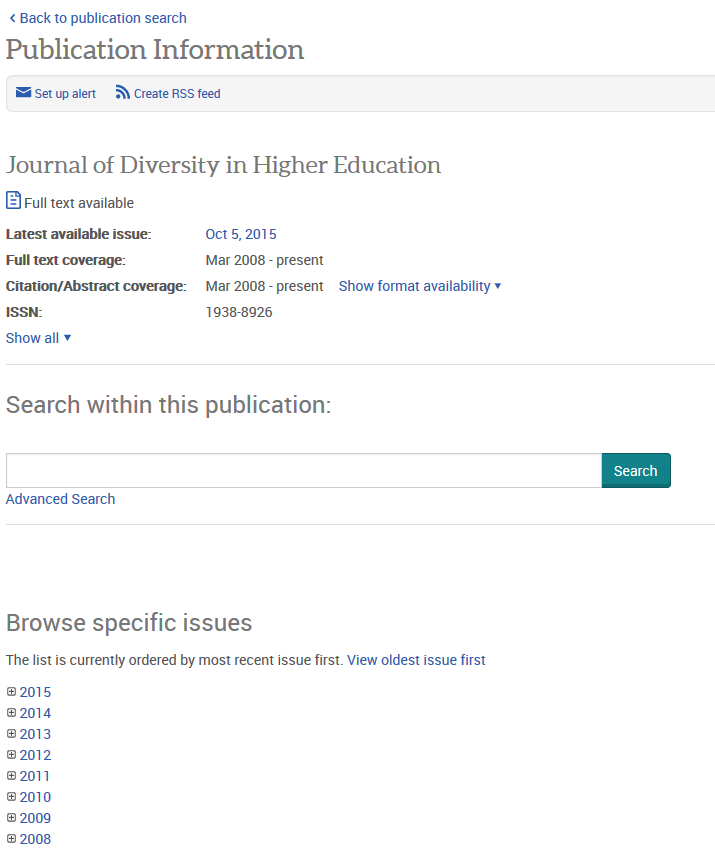 Back to publication search
Publication Information
Set up alert Create RSS feed
Journal of Diversity in Higher Education
Full text available
Latest available issue: Oct 5, 2015
Full text coverage: Mar 2008 - present
Citation/Abstract coverage: Mar 2008 - present Show format availability
ISSN: 1938-8926
Show all
Search within this publication:
Search
Advanced Search
Browse specific issues
The list is currently ordered by most recent issue first. View oldest issue first
2015
2014
2013
2012
2011
2010
2009
2008